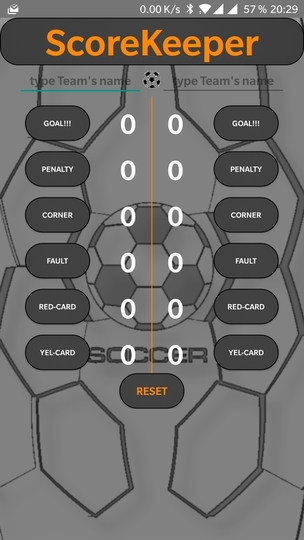 0.00 K/s 57 % 20:29
ScoreKeeper
type Team's name type Team's name
GOAL!!! 0 0 GOAL!!!
PENALTY 0 0 PENALTY
CORNER 0 0 CORNER
FAULT 0 0 FAULT
RED-CARD 0 0 RED-CARD
YEL-CARD 0 0 YEL-CARD
SOCCER
RESET